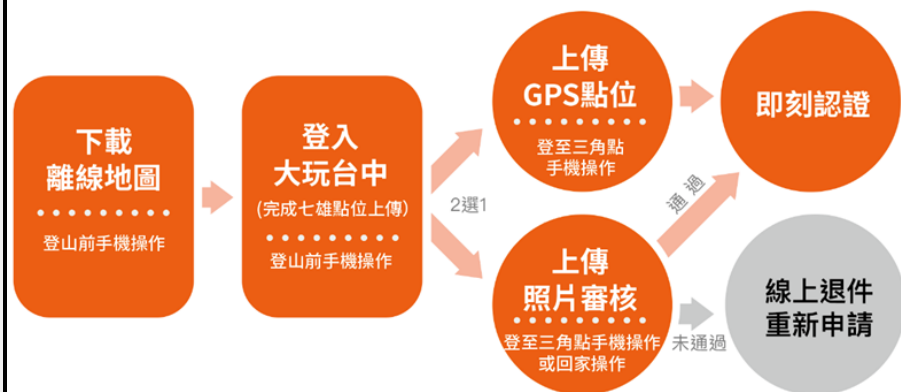 下載
離線地圖
登山前手機操作
登入
大玩台中
(完成七雄點位上傳)
登山前手機操作
2選1
上傳
GPS點位
登至三角點
手機操作
即刻認證
上傳
照片審核
登至三角點手機操作
或回家操作
通過
未通過
線上退件
重新申請